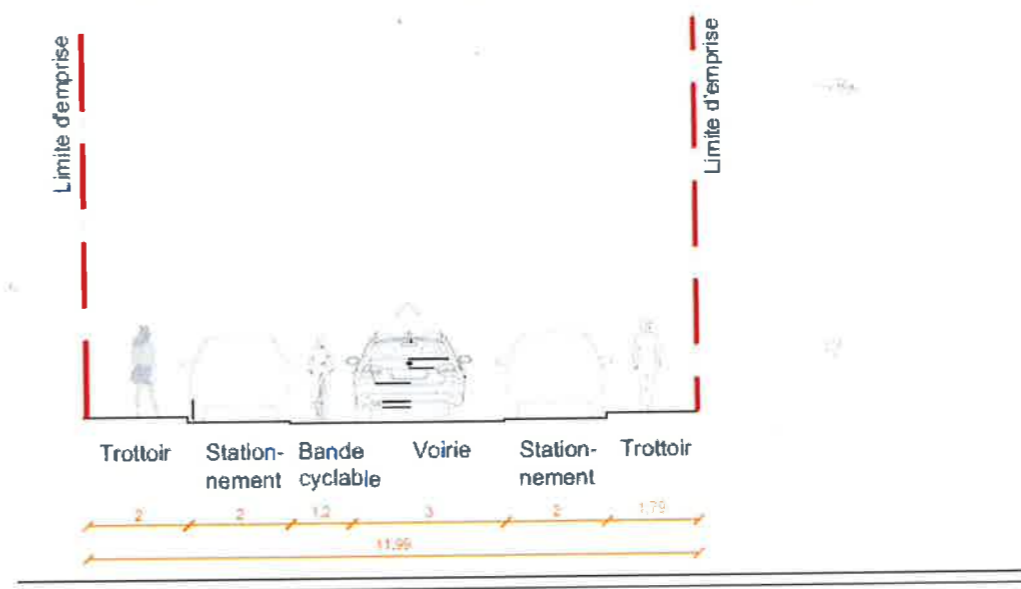 Limite d'emprise
Limite d'emprise
Trottoir
Station-
nement
Bande
cyclable
Voirie
Station-
nement
Trottoir
2
2
1,2
3
2
1,79
11,99